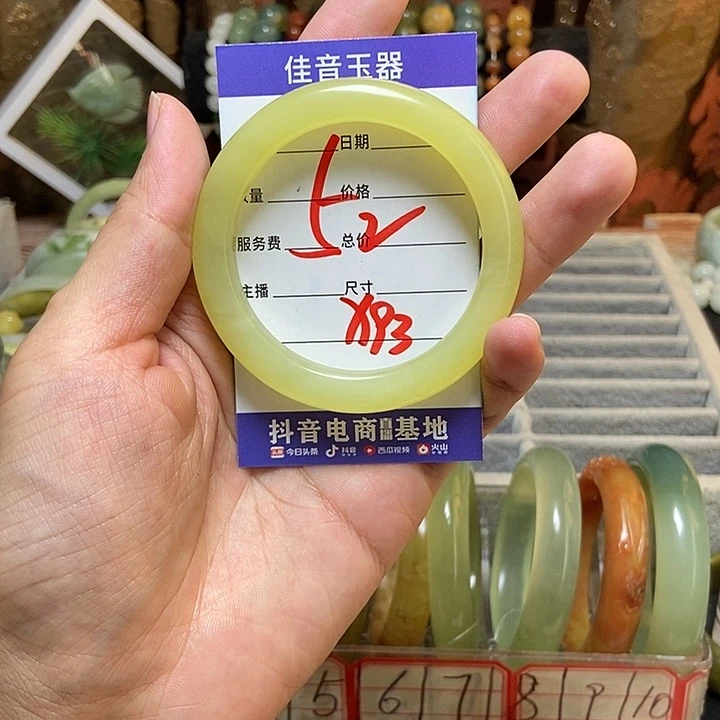 佳音玉器
日期
量 价格
52
服务费 总价
主播 尺寸
X93
抖音电商直播基地
今日头条 抖音 西瓜视频 火山
5 6 7 8 9 10